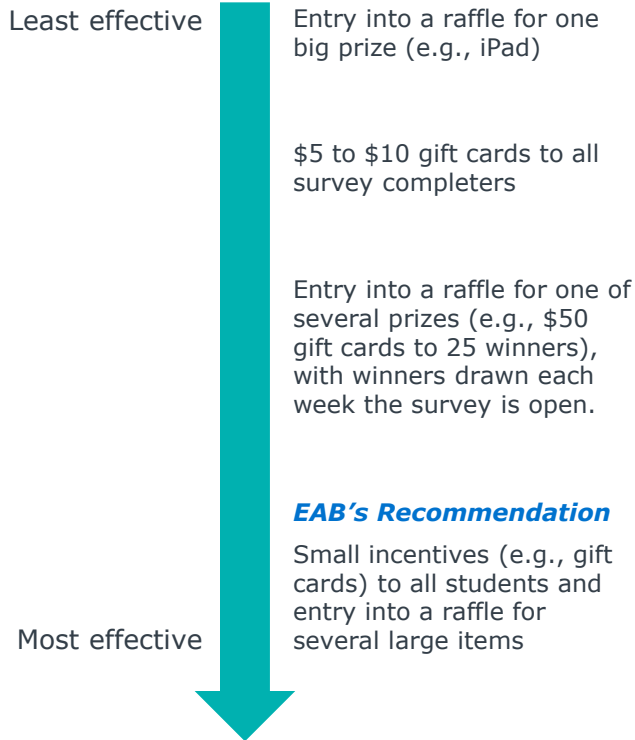 Least effective
Entry into a raffle for one
big prize (e.g., iPad)
$5 to $10 gift cards to all
survey completers
Entry into a raffle for one of
several prizes (e.g., $50
gift cards to 25 winners),
with winners drawn each
week the survey is open.
EAB’s Recommendation
Small incentives (e.g., gift
cards) to all students and
entry into a raffle for
several large items
Most effective